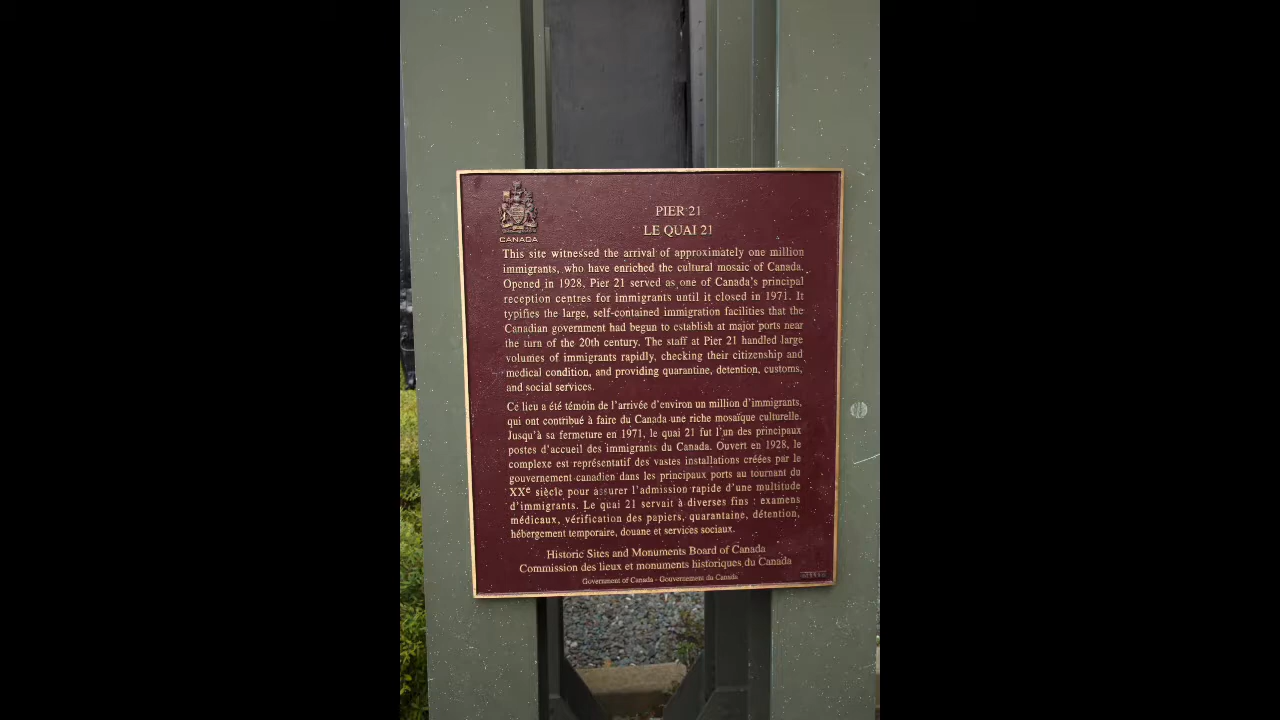 CANADA
PIER 21
LE QUAI 21
This site witnessed the arrival of approximately one million
immigrants, who have enriched the cultural mosaic of Canada.
Opened in 1928, Pier 21 served as one of Canada's principal
reception centres for immigrants until it closed in 1971. It
typifies the large, self-contained immigration facilities that the
Canadian government had begun to establish at major ports near
the turn of the 20th century. The staff at Pier 21 handled large
volumes of immigrants rapidly, checking their citizenship and
medical condition, and providing quarantine, detention, customs,
and social services.
Ce lieu a été témoin de l'arrivée d'environ un million d'immigrants,
qui ont contribué à faire du Canada une riche mosaïque culturelle.
Jusqu'à sa fermeture en 1971, le quai 21 fut l'un des principaux
postes d'accueil des immigrants du Canada. Ouvert en 1928, le
complexe est représentatif des vastes installations créées par le
gouvernement canadien dans les principaux ports au tournant du
XXe siècle pour assurer l'admission rapide d'une multitude
d'immigrants. Le quai 21 servait à diverses fins : examens
médicaux, vérification des papiers, quarantaine, détention,
hébergement temporaire, douane et services sociaux.
Historic Sites and Monuments Board of Canada
Commission des lieux et monuments historiques du Canada
Government of Canada - Gouvernement du Canada